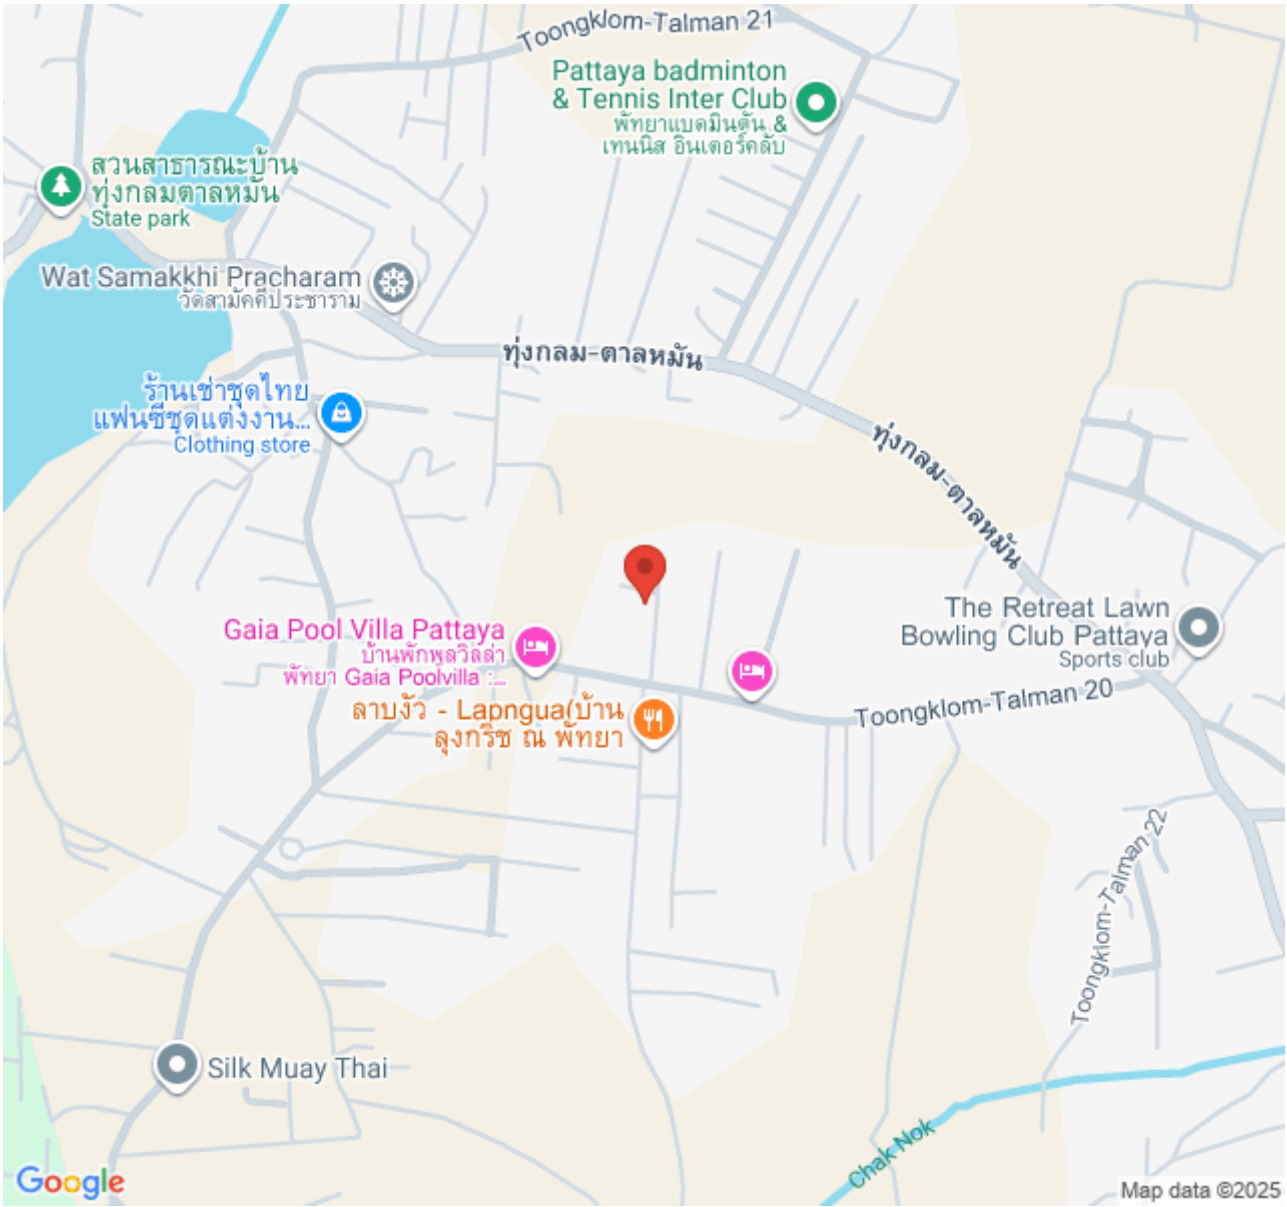 Toongklom-Talman 21
Pattaya badminton
& Tennis Inter Club
พัทยาแบดมินตัน &
เทนนิส อินเตอร์คลับ
สวนสาธารณะบ้าน
ทุ่งกลมตาลหมัน
State park
Wat Samakkhi Pracharam
วัดสามัคคีประชาราม
ทุ่งกลม-ตาลหมัน
ร้านเช่าชุดไทย
แฟนซีชุดแต่งงาน...
Clothing store
ทุ่งกลม-ตาลหมัน
The Retreat Lawn
Bowling Club Pattaya
Sports club
Gaia Pool Villa Pattaya
บ้านพักพูลวิลล่า
พัทยา Gaia Poolvilla :...
Toongklom-Talman 20
ลาบงัว - Lapngua(บ้าน
ลุงกริช ณ พัทยา
Toongklom-Talman 22
Silk Muay Thai
Chak Nok
Google
Map data ©2025